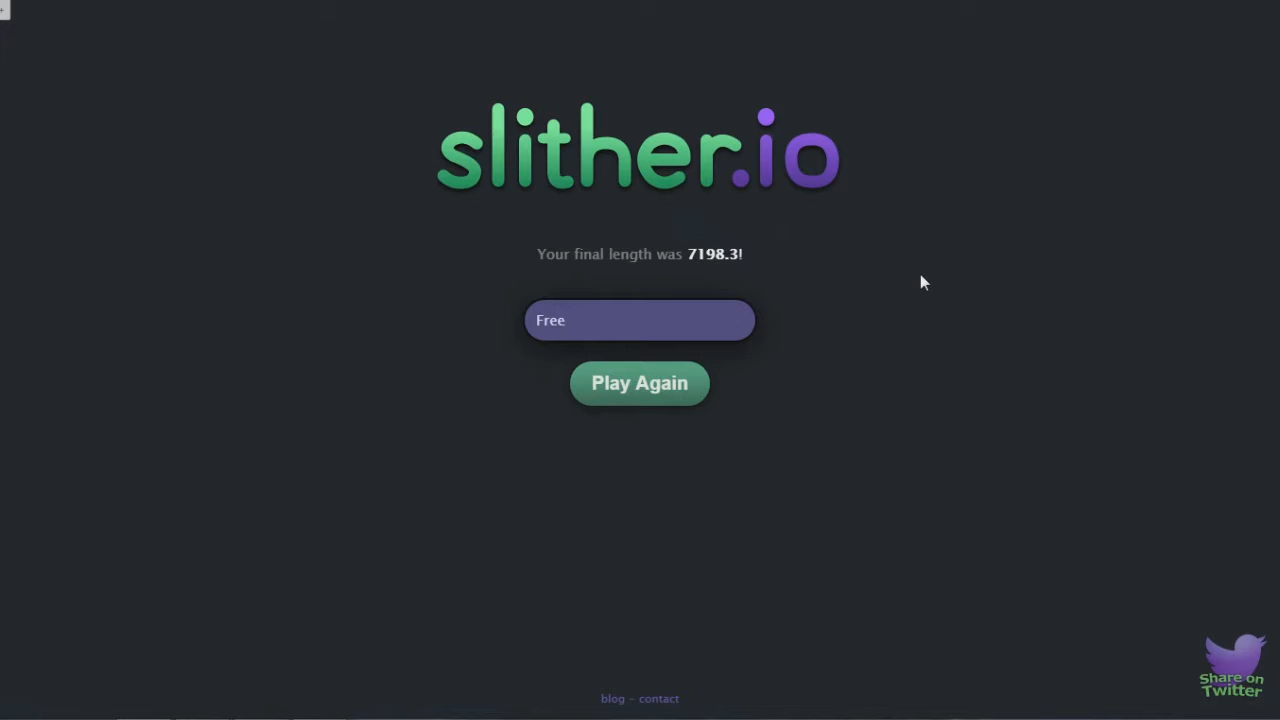 +
slither.io
Your final length was 7198.3!
Free
Play Again
Share on
Twitter
blog - contact